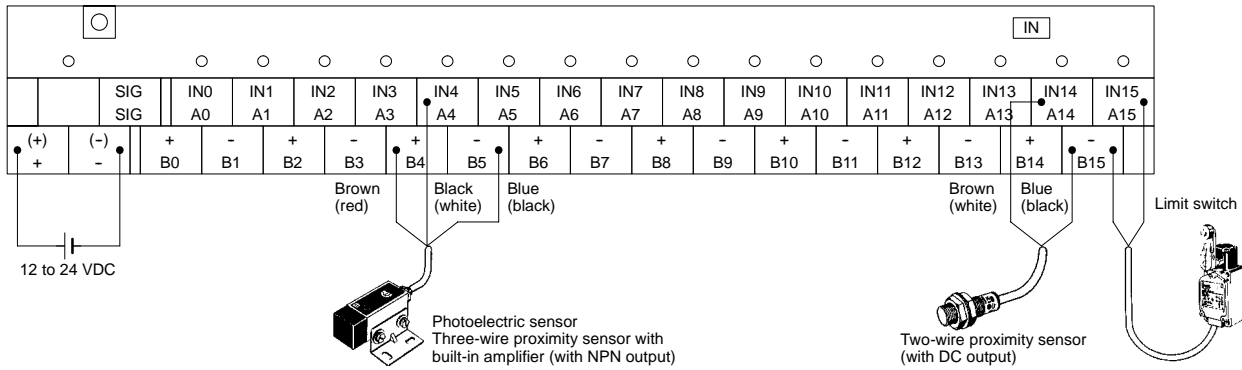 IN
SIG IN0 IN1 IN2 IN3 IN4 IN5 IN6 IN7 IN8 IN9 IN10 IN11 IN12 IN13 IN14 IN15
SIG A0 A1 A2 A3 A4 A5 A6 A7 A8 A9 A10 A11 A12 A13 A14 A15
(+) (-) + - + - + - + - + - + - + - + -
+ - B0 B1 B2 B3 B4 B5 B6 B7 B8 B9 B10 B11 B12 B13 B14 B15
Brown
(red)
Black
(white)
Blue
(black)
Brown
(white)
Blue
(black)
Limit switch
12 to 24 VDC
Photoelectric sensor
Three-wire proximity sensor with
built-in amplifier (with NPN output)
Two-wire proximity sensor
(with DC output)